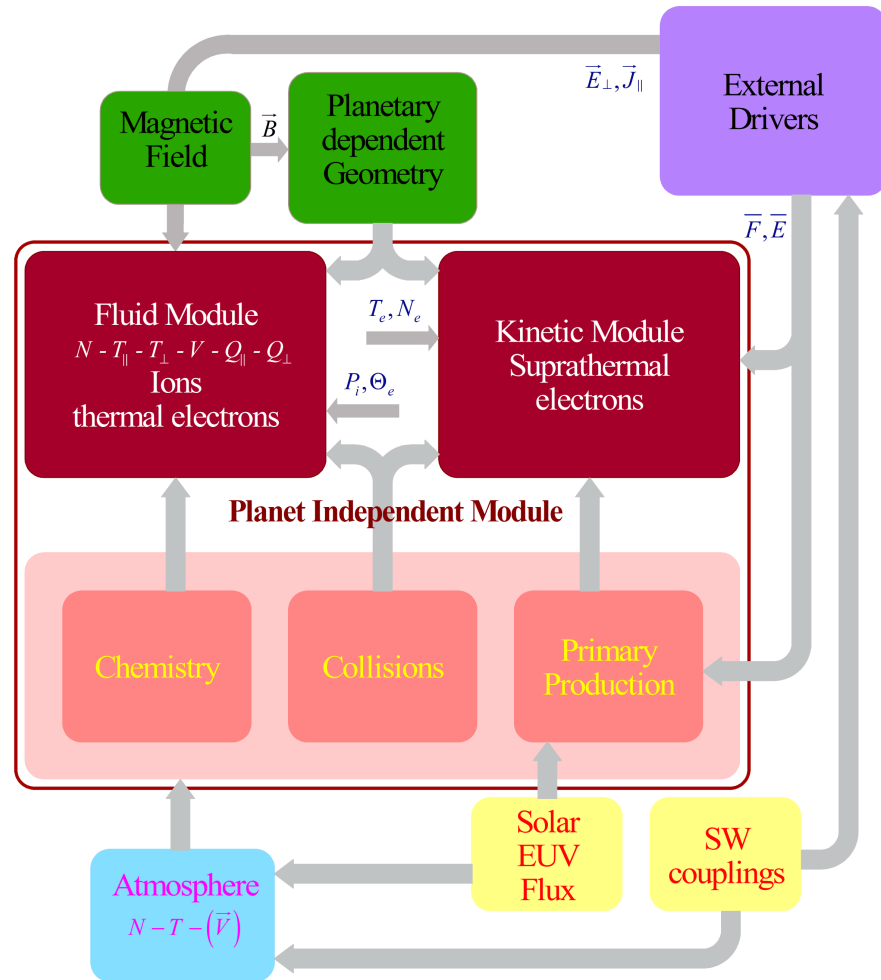 External
Drivers
E⃗⊥, J⃗∥
Magnetic
Field
B⃗
Planetary
dependent
Geometry
F̅, E̅
Fluid Module
N - T∥ - T⊥ - V - Q∥ - Q⊥
Ions
thermal electrons
Tₑ, Nₑ
Pᵢ, Θₑ
Kinetic Module
Suprathermal
electrons
Planet Independent Module
Chemistry
Collisions
Primary
Production
Solar
EUV
Flux
SW
couplings
Atmosphere
N − T − (V⃗)